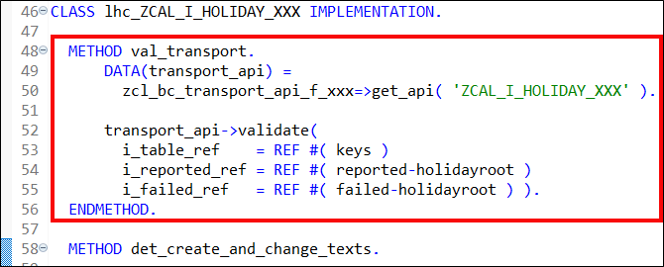 46 CLASS lhc_ZCAL_I_HOLIDAY_XXX IMPLEMENTATION.
47
48 METHOD val_transport.
49 DATA(transport_api) =
50 zcl_bc_transport_api_f_xxx=>get_api( 'ZCAL_I_HOLIDAY_XXX' ).
51
52 transport_api->validate(
53 i_table_ref    = REF #( keys )
54 i_reported_ref = REF #( reported-holidayroot )
55 i_failed_ref   = REF #( failed-holidayroot ) ).
56 ENDMETHOD.
57
58 METHOD det_create_and_change_texts.